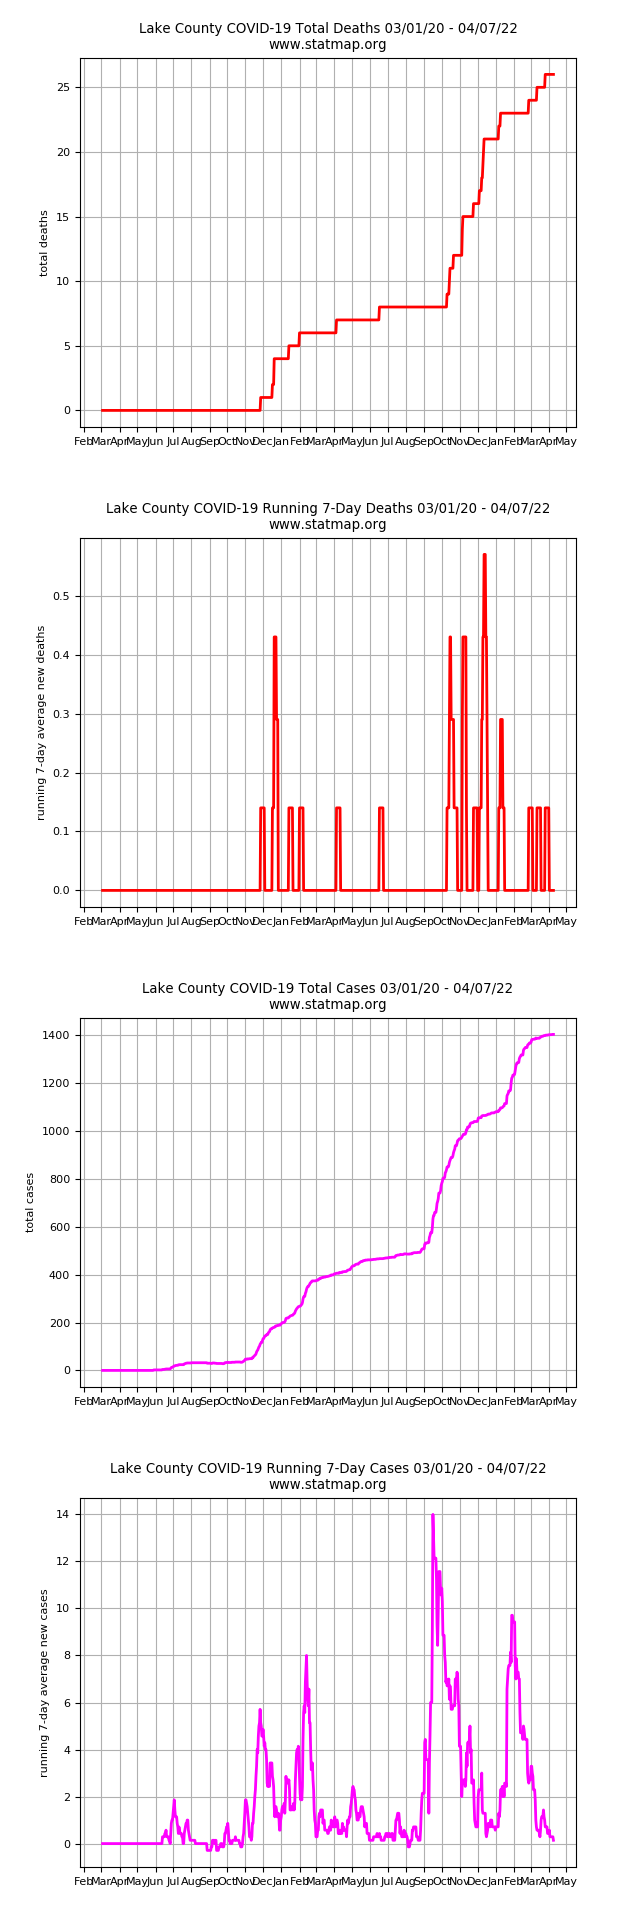 Lake County COVID-19 Total Deaths 03/01/20 - 04/07/22
www.statmap.org
25
20
15
10
5
0
total deaths
Feb Mar Apr May Jun Jul Aug Sep Oct Nov Dec Jan Feb Mar Apr May Jun Jul Aug Sep Oct Nov Dec Jan Feb Mar Apr May
Lake County COVID-19 Running 7-Day Deaths 03/01/20 - 04/07/22
www.statmap.org
0.5
0.4
0.3
0.2
0.1
0.0
running 7-day average new deaths
Feb Mar Apr May Jun Jul Aug Sep Oct Nov Dec Jan Feb Mar Apr May Jun Jul Aug Sep Oct Nov Dec Jan Feb Mar Apr May
Lake County COVID-19 Total Cases 03/01/20 - 04/07/22
www.statmap.org
1400
1200
1000
800
600
400
200
0
total cases
Feb Mar Apr May Jun Jul Aug Sep Oct Nov Dec Jan Feb Mar Apr May Jun Jul Aug Sep Oct Nov Dec Jan Feb Mar Apr May
Lake County COVID-19 Running 7-Day Cases 03/01/20 - 04/07/22
www.statmap.org
14
12
10
8
6
4
2
0
running 7-day average new cases
Feb Mar Apr May Jun Jul Aug Sep Oct Nov Dec Jan Feb Mar Apr May Jun Jul Aug Sep Oct Nov Dec Jan Feb Mar Apr May